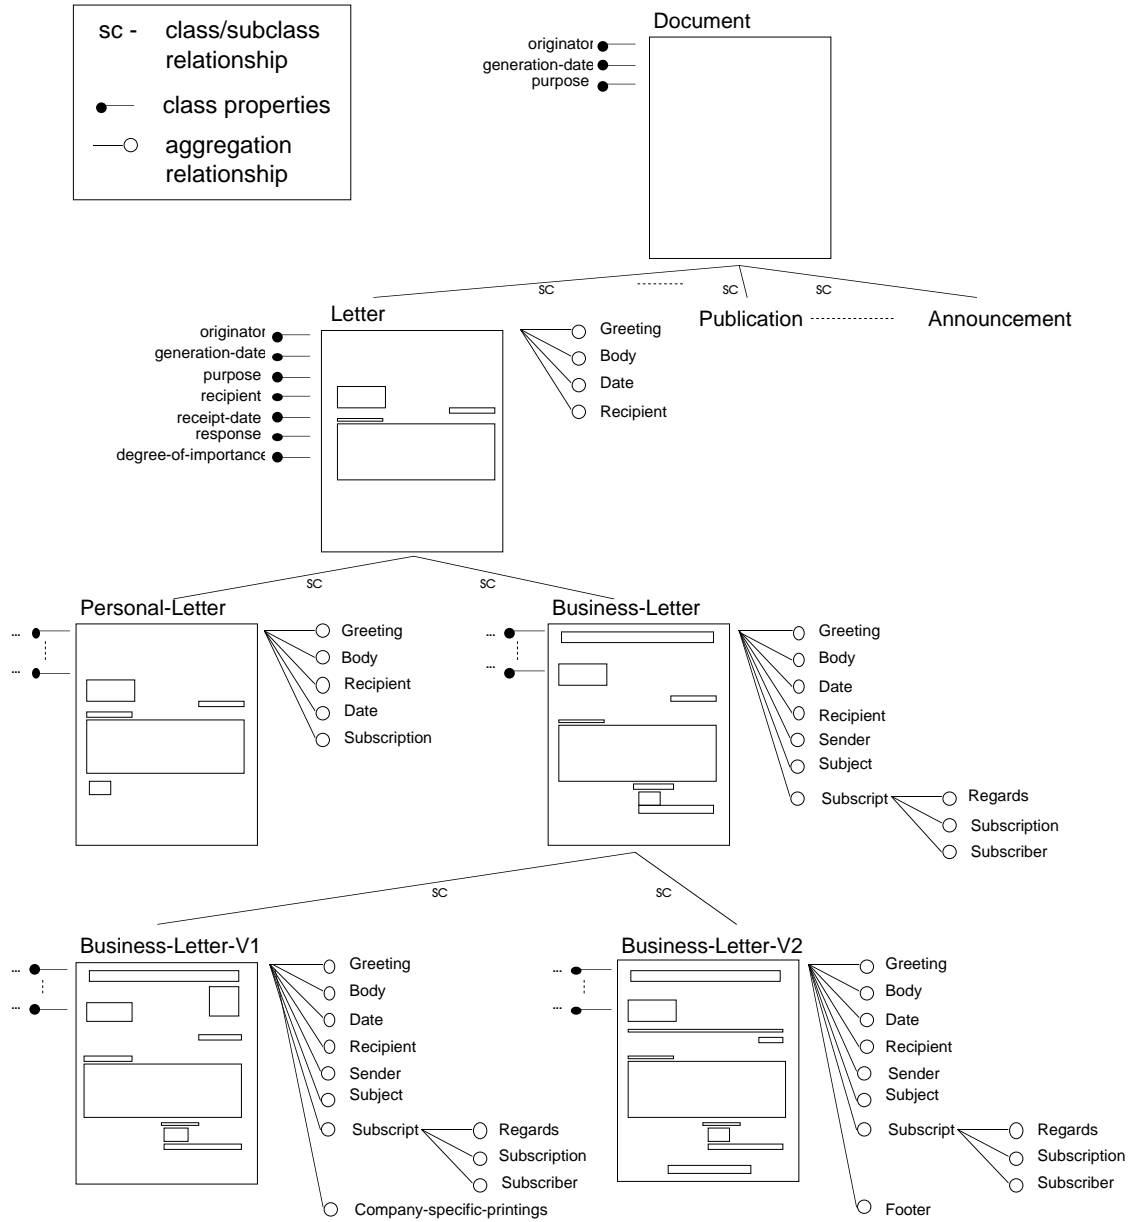 sc - class/subclass
relationship
class properties
aggregation
relationship
Document
originator
generation-date
purpose
SC
SC
SC
Letter
Publication
Announcement
originator
generation-date
purpose
recipient
receipt-date
response
degree-of-importance
Greeting
Body
Date
Recipient
SC
SC
Personal-Letter
...
...
Greeting
Body
Recipient
Date
Subscription
Business-Letter
...
...
Greeting
Body
Date
Recipient
Sender
Subject
Subscript
Regards
Subscription
Subscriber
SC
SC
Business-Letter-V1
...
...
Greeting
Body
Date
Recipient
Sender
Subject
Subscript
Regards
Subscription
Subscriber
Company-specific-printings
Business-Letter-V2
...
...
Greeting
Body
Date
Recipient
Sender
Subject
Subscript
Regards
Subscription
Subscriber
Footer